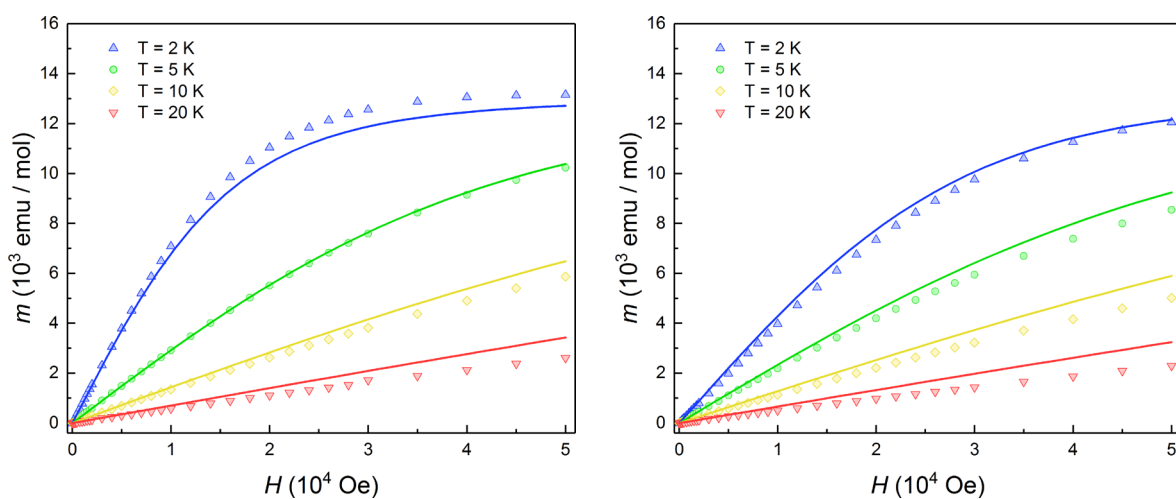 16
14
12
10
8
6
4
2
0
m (10³ emu / mol)
T = 2 K
T = 5 K
T = 10 K
T = 20 K
0 1 2 3 4 5
H (10⁴ Oe)
16
14
12
10
8
6
4
2
0
m (10³ emu / mol)
T = 2 K
T = 5 K
T = 10 K
T = 20 K
0 1 2 3 4 5
H (10⁴ Oe)